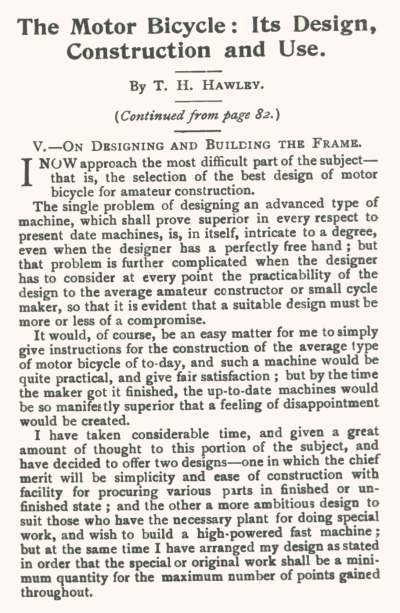 The Motor Bicycle: Its Design,
Construction and Use.
By T. H. HAWLEY.
(Continued from page 82.)
V.—ON DESIGNING AND BUILDING THE FRAME.
I NOW approach the most difficult part of the subject—
that is, the selection of the best design of motor
bicycle for amateur construction.
The single problem of designing an advanced type of
machine, which shall prove superior in every respect to
present date machines, is, in itself, intricate to a degree,
even when the designer has a perfectly free hand; but
that problem is further complicated when the designer
has to consider at every point the practicability of the
design to the average amateur constructor or small cycle
maker, so that it is evident that a suitable design must be
more or less of a compromise.
It would, of course, be an easy matter for me to simply
give instructions for the construction of the average type
of motor bicycle of to-day, and such a machine would be
quite practical, and give fair satisfaction; but by the time
the maker got it finished, the up-to-date machines would
be so manifestly superior that a feeling of disappointment
would be created.
I have taken considerable time, and given a great
amount of thought to this portion of the subject, and
have decided to offer two designs—one in which the chief
merit will be simplicity and ease of construction with
facility for procuring various parts in finished or un-
finished state; and the other a more ambitious design to
suit those who have the necessary plant for doing special
work, and wish to build a high-powered fast machine;
but at the same time I have arranged my design as stated
in order that the special or original work shall be a mini-
mum quantity for the maximum number of points gained
throughout.